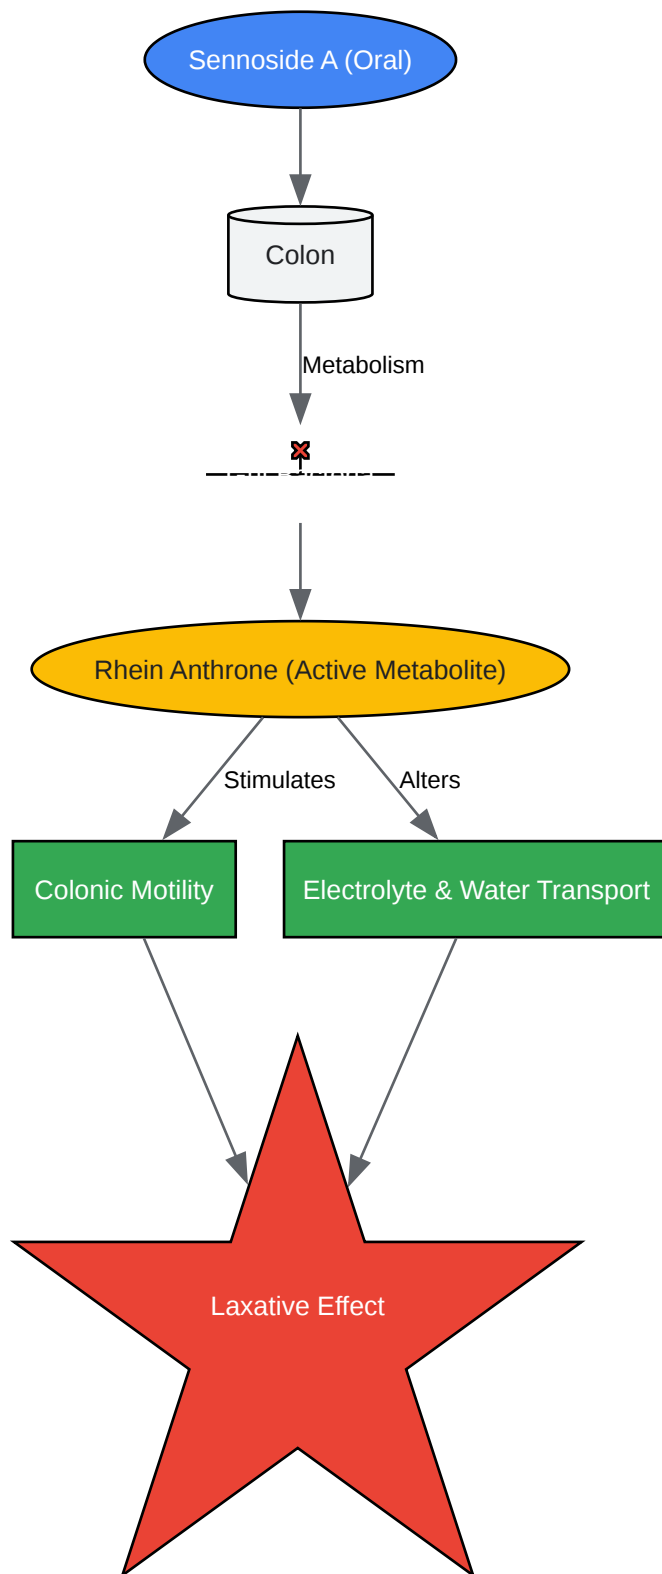 Sennoside A (Oral)
Colon
Metabolism
Rhein Anthrone (Active Metabolite)
Stimulates
Alters
Colonic Motility
Electrolyte & Water Transport
Laxative Effect